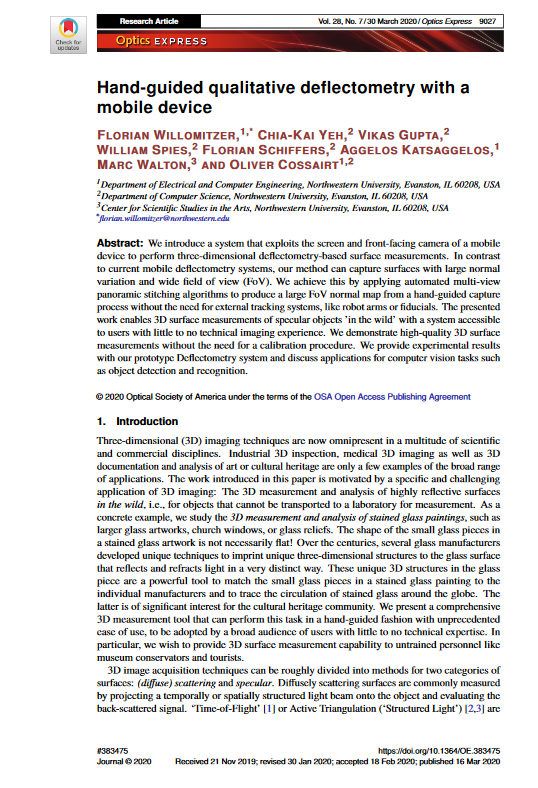 Check for
updates
Research Article
Vol. 28, No. 7 / 30 March 2020 / Optics Express 9027
Optics EXPRESS
Hand-guided qualitative deflectometry with a
mobile device
FLORIAN WILLOMITZER,1,* CHIA-KAI YEH,2 VIKAS GUPTA,2
WILLIAM SPIES,2 FLORIAN SCHIFFERS,2 AGGELOS KATSAGGELOS,1
MARC WALTON,3 AND OLIVER COSSAIRT1,2
1Department of Electrical and Computer Engineering, Northwestern University, Evanston, IL 60208, USA
2Department of Computer Science, Northwestern University, Evanston, IL 60208, USA
3Center for Scientific Studies in the Arts, Northwestern University, Evanston, IL 60208, USA
*florian.willomitzer@northwestern.edu
Abstract: We introduce a system that exploits the screen and front-facing camera of a mobile
device to perform three-dimensional deflectometry-based surface measurements. In contrast
to current mobile deflectometry systems, our method can capture surfaces with large normal
variation and wide field of view (FoV). We achieve this by applying automated multi-view
panoramic stitching algorithms to produce a large FoV normal map from a hand-guided capture
process without the need for external tracking systems, like robot arms or fiducials. The presented
work enables 3D surface measurements of specular objects 'in the wild' with a system accessible
to users with little to no technical imaging experience. We demonstrate high-quality 3D surface
measurements without the need for a calibration procedure. We provide experimental results
with our prototype Deflectometry system and discuss applications for computer vision tasks such
as object detection and recognition.
© 2020 Optical Society of America under the terms of the OSA Open Access Publishing Agreement
1. Introduction
Three-dimensional (3D) imaging techniques are now omnipresent in a multitude of scientific
and commercial disciplines. Industrial 3D inspection, medical 3D imaging as well as 3D
documentation and analysis of art or cultural heritage are only a few examples of the broad range
of applications. The work introduced in this paper is motivated by a specific and challenging
application of 3D imaging: The 3D measurement and analysis of highly reflective surfaces
in the wild, i.e., for objects that cannot be transported to a laboratory for measurement. As a
concrete example, we study the 3D measurement and analysis of stained glass paintings, such as
larger glass artworks, church windows, or glass reliefs. The shape of the small glass pieces in
a stained glass artwork is not necessarily flat! Over the centuries, several glass manufacturers
developed unique techniques to imprint unique three-dimensional structures to the glass surface
that reflects and refracts light in a very distinct way. These unique 3D structures in the glass
piece are a powerful tool to match the small glass pieces in a stained glass painting to the
individual manufacturers and to trace the circulation of stained glass around the globe. The
latter is of significant interest for the cultural heritage community. We present a comprehensive
3D measurement tool that can perform this task in a hand-guided fashion with unprecedented
ease of use, to be adopted by a broad audience of users with little to no technical expertise. In
particular, we wish to provide 3D surface measurement capability to untrained personnel like
museum conservators and tourists.
3D image acquisition techniques can be roughly divided into methods for two categories of
surfaces: (diffuse) scattering and specular. Diffusely scattering surfaces are commonly measured
by projecting a temporally or spatially structured light beam onto the object and evaluating the
back-scattered signal. 'Time-of-Flight' [1] or Active Triangulation ('Structured Light') [2,3] are
#383475
https://doi.org/10.1364/OE.383475
Journal © 2020
Received 21 Nov 2019; revised 30 Jan 2020; accepted 18 Feb 2020; published 16 Mar 2020